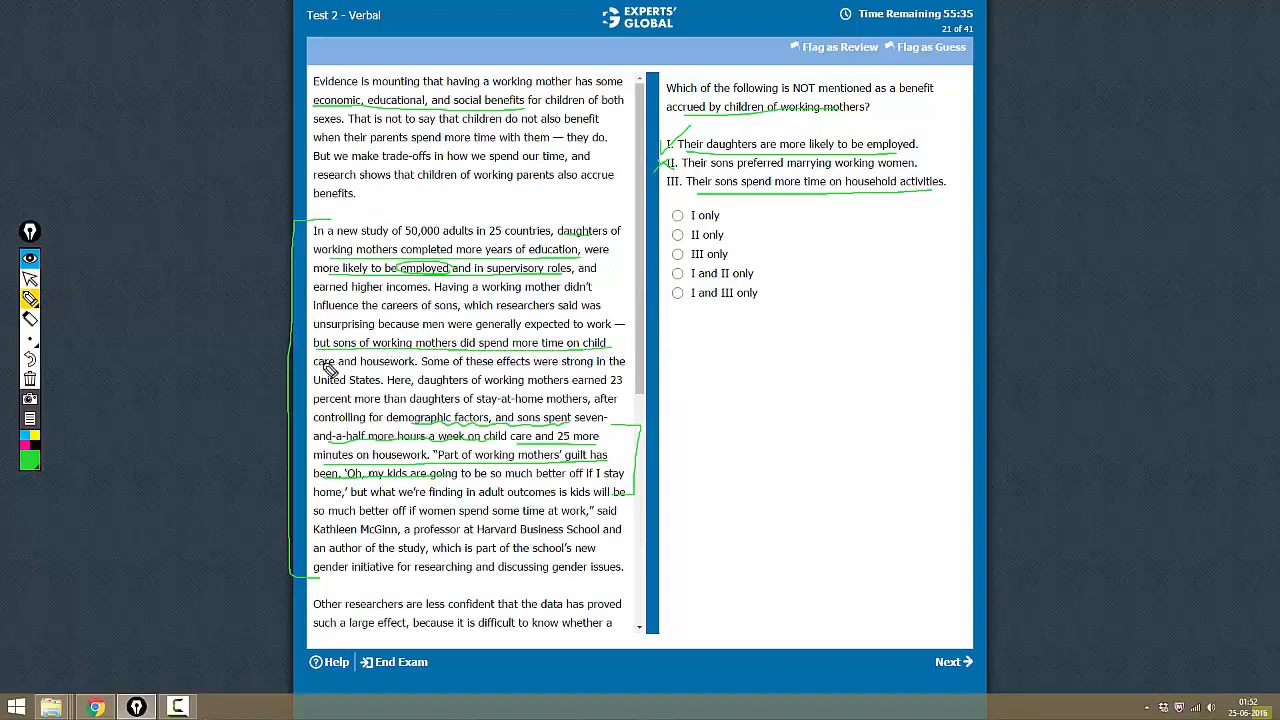 Test 2 - Verbal
EXPERTS'
GLOBAL
Time Remaining 55:35
21 of 41
Flag as Review
Flag as Guess
Evidence is mounting that having a working mother has some
economic, educational, and social benefits for children of both
sexes. That is not to say that children do not also benefit
when their parents spend more time with them — they do.
But we make trade-offs in how we spend our time, and
research shows that children of working parents also accrue
benefits.
In a new study of 50,000 adults in 25 countries, daughters of
working mothers completed more years of education, were
more likely to be employed and in supervisory roles, and
earned higher incomes. Having a working mother didn't
influence the careers of sons, which researchers said was
unsurprising because men were generally expected to work —
but sons of working mothers did spend more time on child
care and housework. Some of these effects were strong in the
United States. Here, daughters of working mothers earned 23
percent more than daughters of stay-at-home mothers, after
controlling for demographic factors, and sons spent seven-
and-a-half more hours a week on child care and 25 more
minutes on housework. "Part of working mothers' guilt has
been, 'Oh, my kids are going to be so much better off if I stay
home,' but what we're finding in adult outcomes is kids will be
so much better off if women spend some time at work," said
Kathleen McGinn, a professor at Harvard Business School and
an author of the study, which is part of the school's new
gender initiative for researching and discussing gender issues.
Other researchers are less confident that the data has proved
such a large effect, because it is difficult to know whether a
Which of the following is NOT mentioned as a benefit
accrued by children of working mothers?
I. Their daughters are more likely to be employed.
II. Their sons preferred marrying working women.
III. Their sons spend more time on household activities.
I only
II only
III only
I and II only
I and III only
Help
End Exam
Next
01:52
25-06-2016